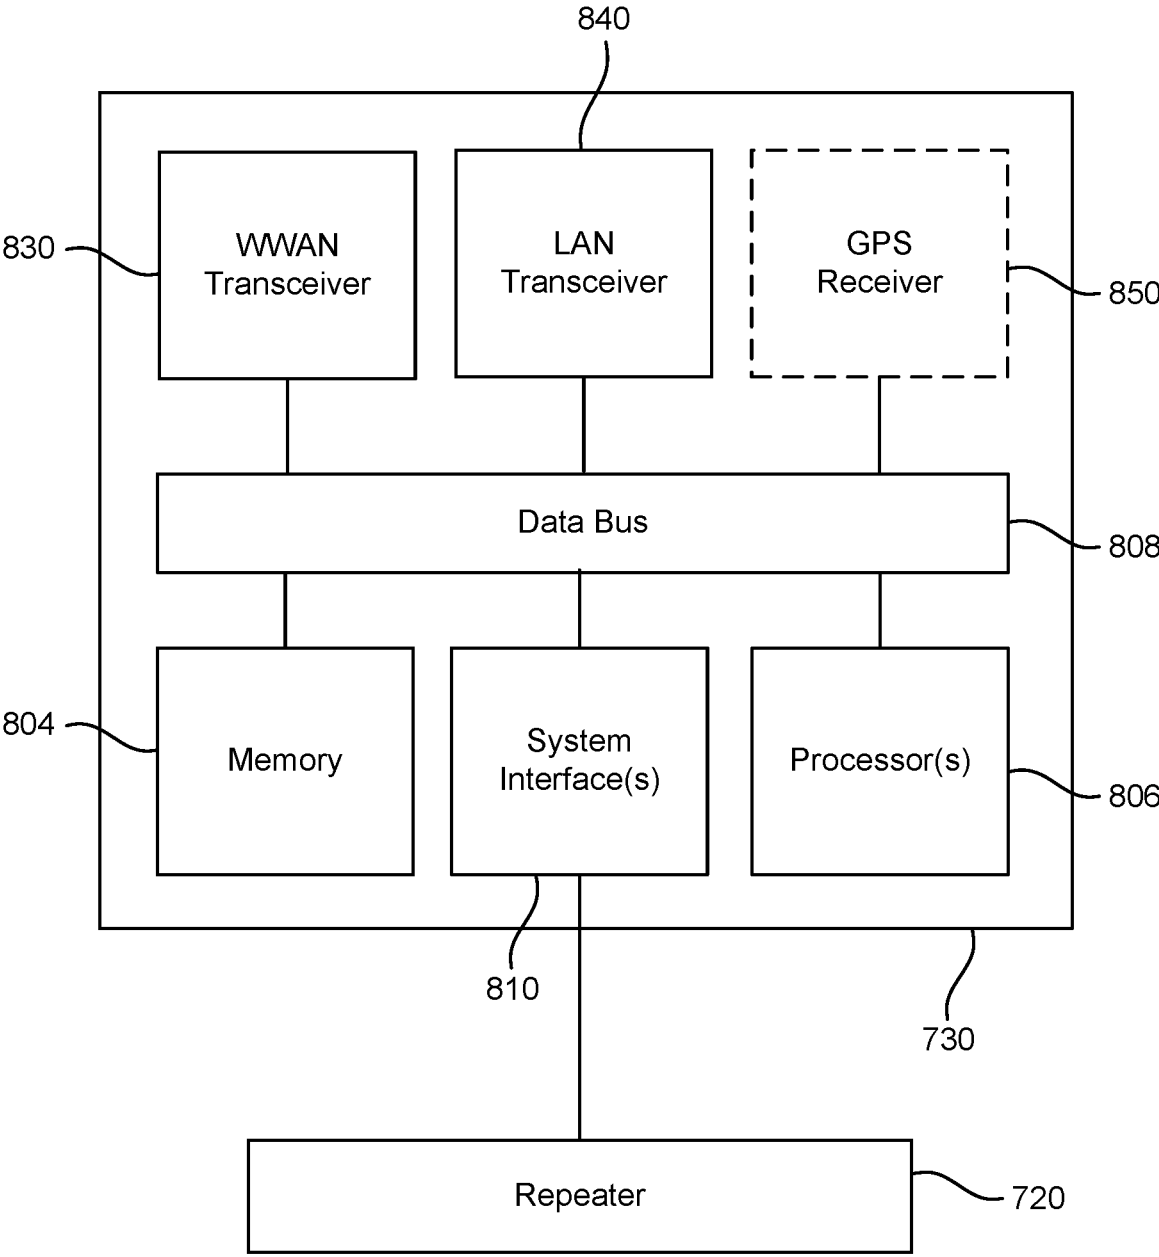 840
830
WWAN
Transceiver
LAN
Transceiver
GPS
Receiver
850
Data Bus
808
804
Memory
System
Interface(s)
Processor(s)
806
810
730
Repeater
720